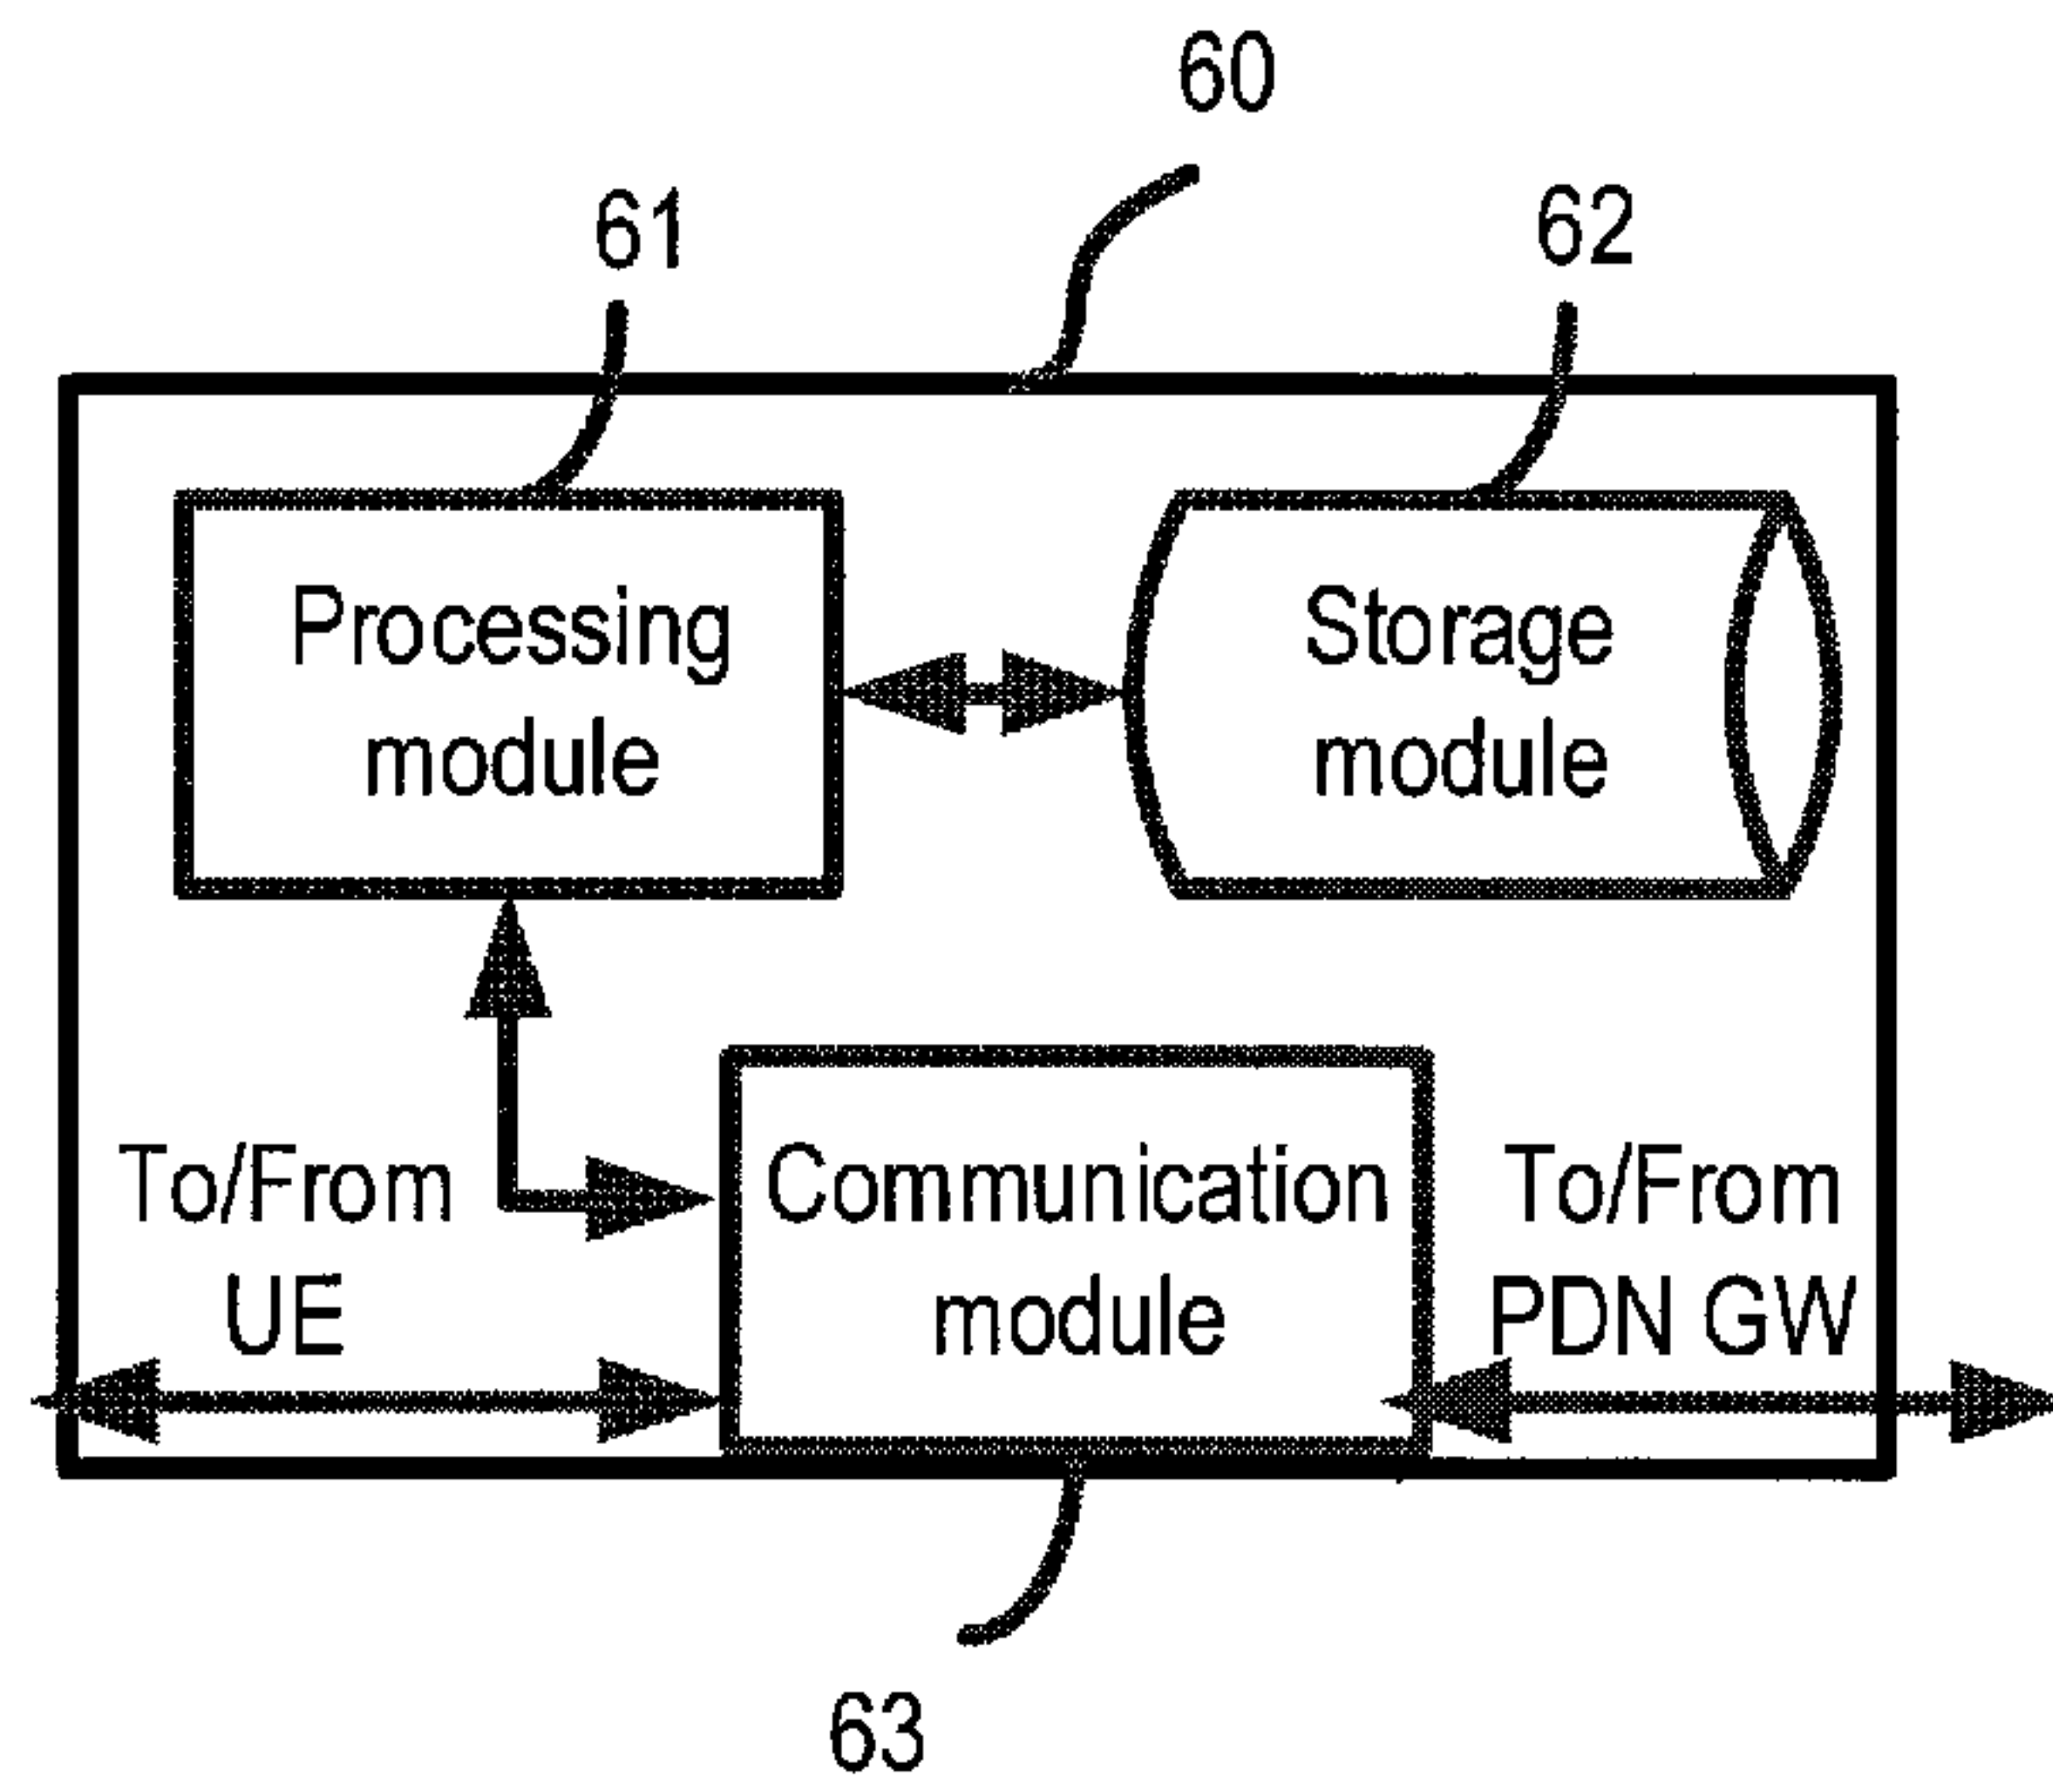 60
61
62
Processing
module
Storage
module
To/From
UE
Communication
module
To/From
PDN GW
63